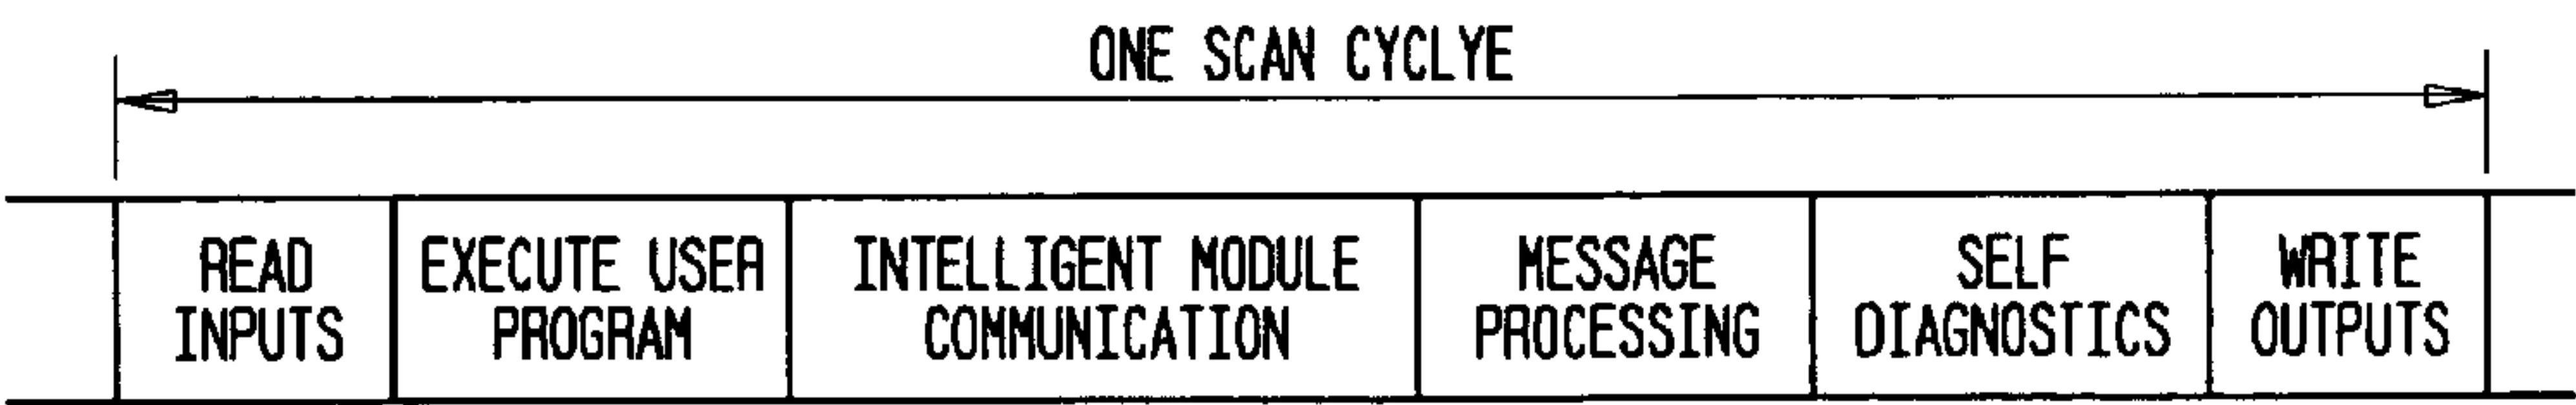 ONE SCAN CYCLYE
READ
INPUTS
EXECUTE USER
PROGRAM
INTELLIGENT MODULE
COMMUNICATION
MESSAGE
PROCESSING
SELF
DIAGNOSTICS
WRITE
OUTPUTS